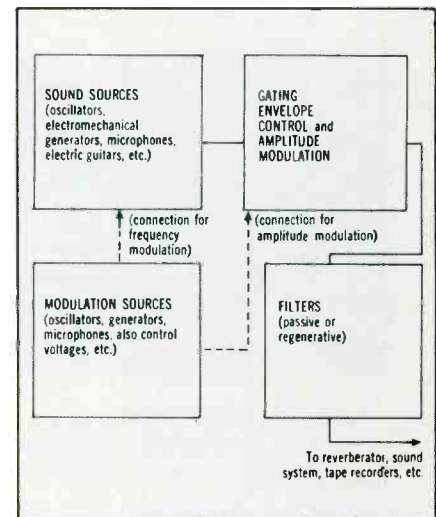 SOUND SOURCES
(oscillators,
electromechanical
generators, microphones,
electric guitars, etc.)
GATING
ENVELOPE
CONTROL and
AMPLITUDE
MODULATION
(connection for
frequency
modulation)
(connection for
amplitude modulation)
MODULATION SOURCES
(oscillators, generators,
microphones, also control
voltages, etc.)
FILTERS
(passive or
regenerative)
To reverberator, sound
system, tape recorders, etc